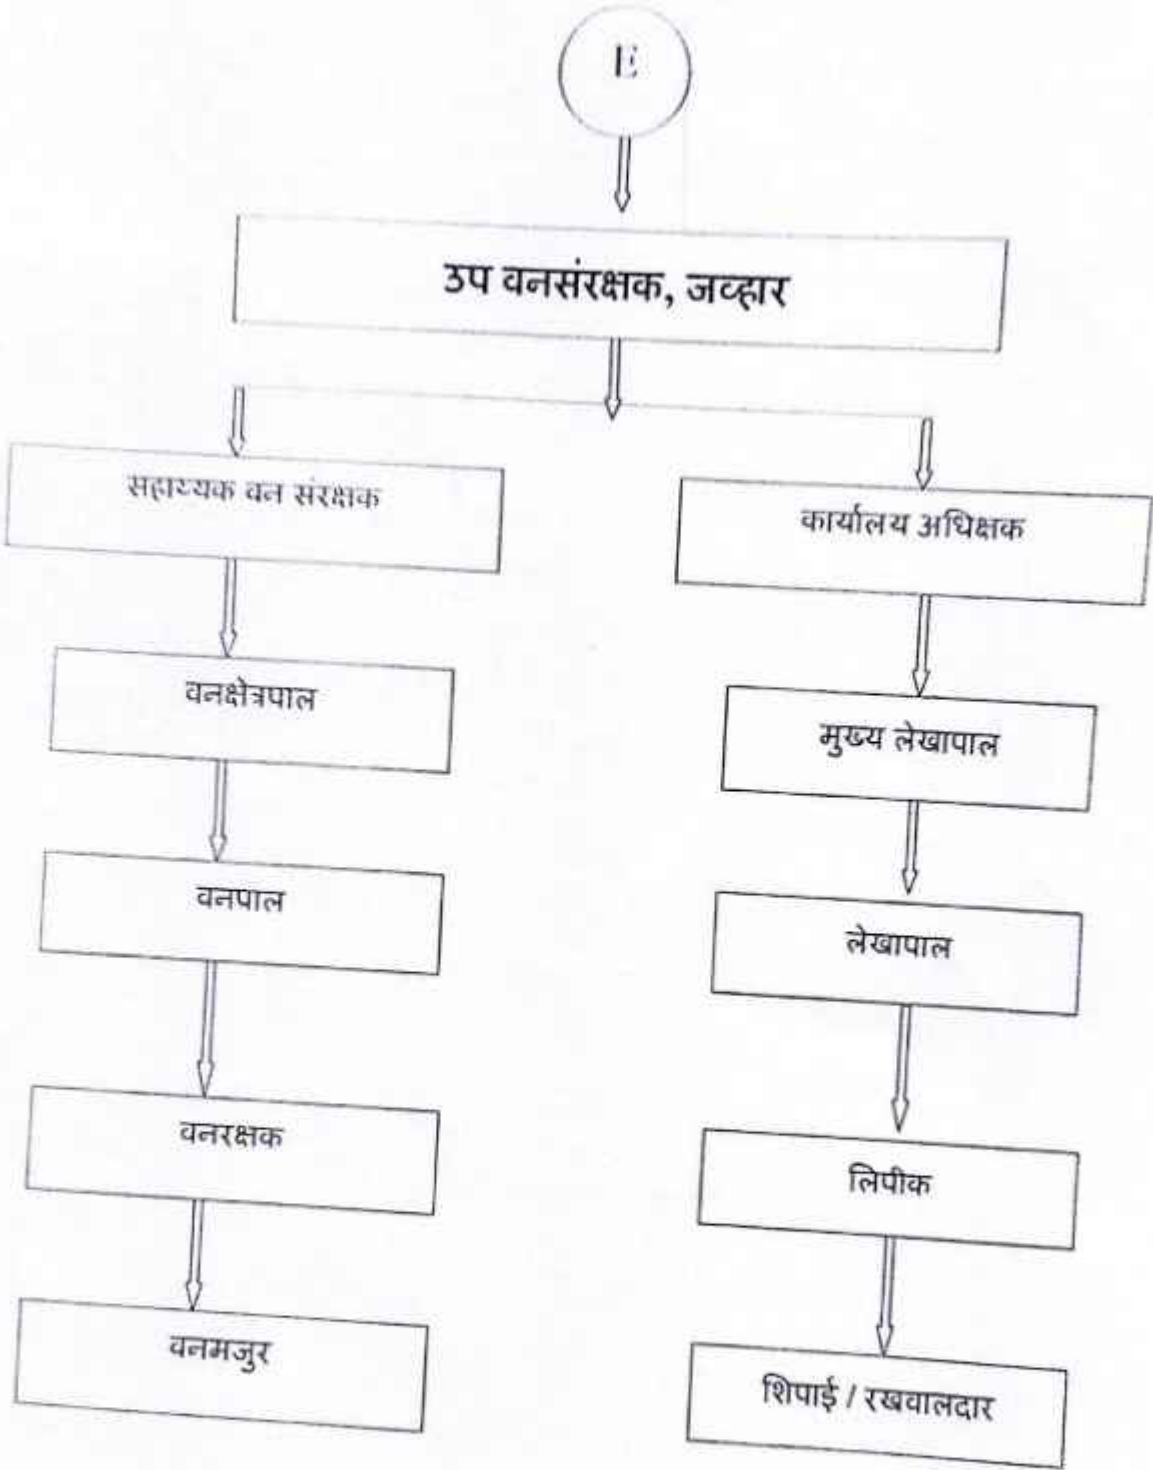 E
उप वनसंरक्षक, जव्हार
सहाय्यक वन संरक्षक
कार्यालय अधिक्षक
वनक्षेत्रपाल
मुख्य लेखापाल
वनपाल
लेखापाल
वनरक्षक
लिपीक
वनमजुर
शिपाई / रखवालदार